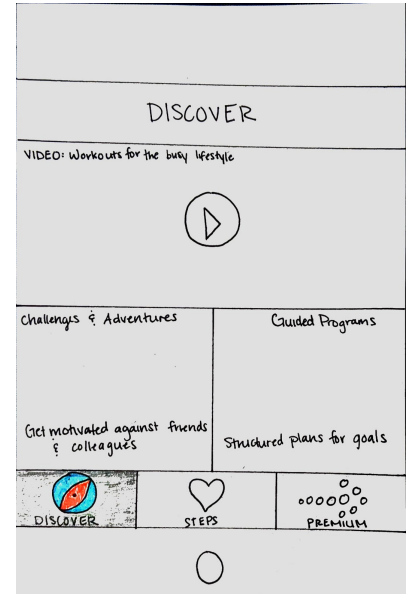 DISCOVER
VIDEO: Workouts for the busy lifestyle
Challenges & Adventures
Guided Programs
Get motivated against friends
& colleagues
Structured plans for goals
DISCOVER
STEPS
PREMIUM